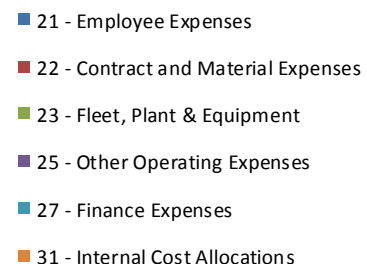 21 - Employee Expenses
22 - Contract and Material Expenses
23 - Fleet, Plant & Equipment
25 - Other Operating Expenses
27 - Finance Expenses
31 - Internal Cost Allocations